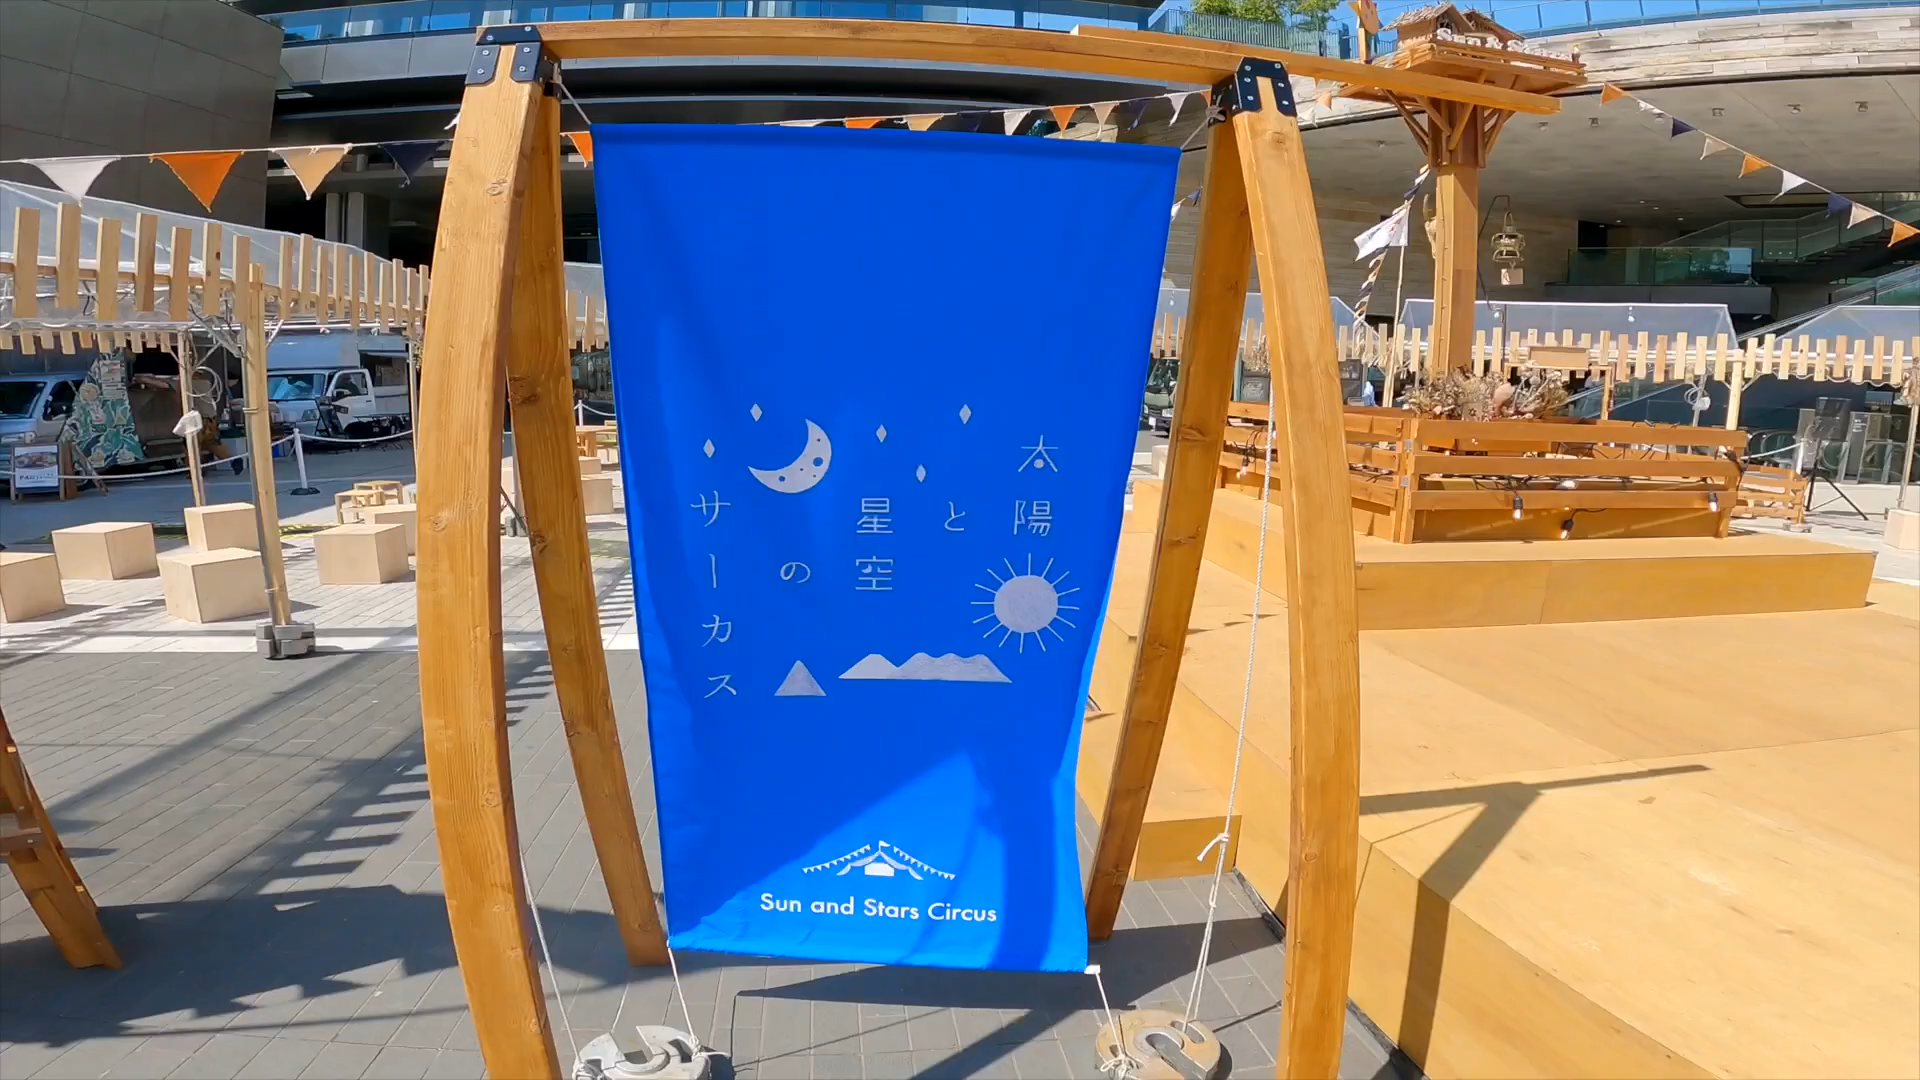 太陽
と
星空
の
サーカス
Sun and Stars Circus